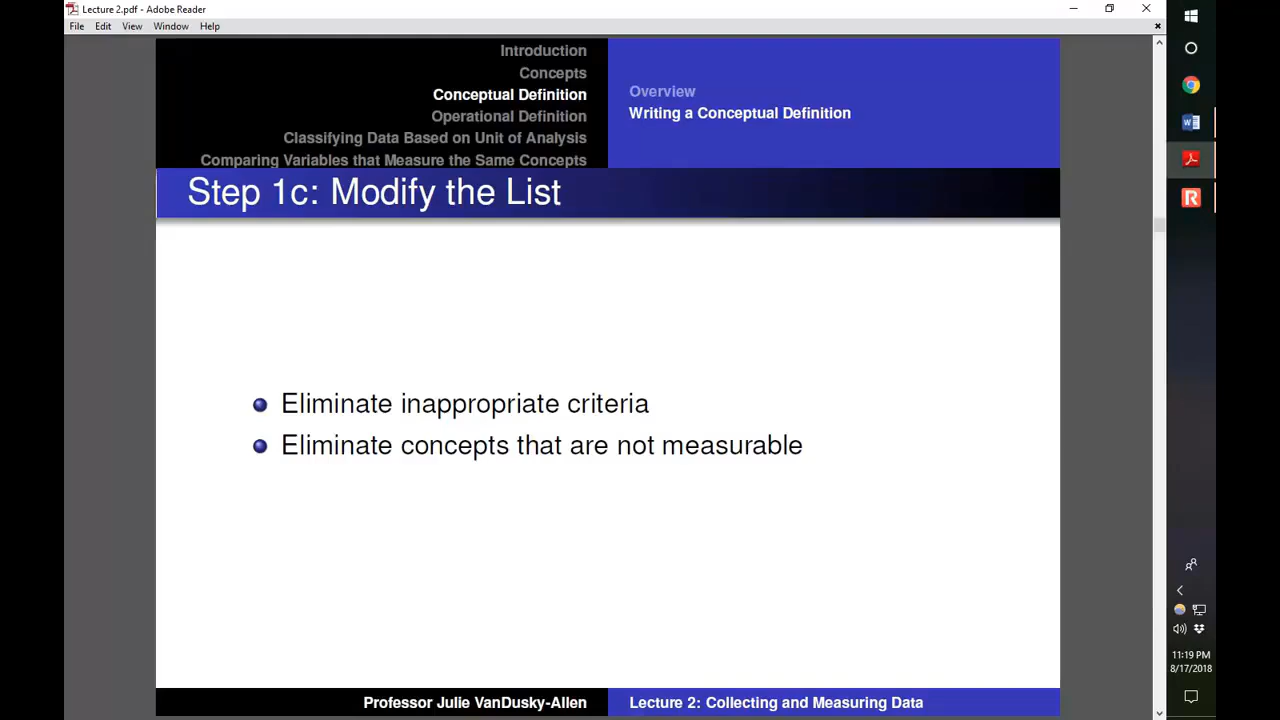 Lecture 2.pdf - Adobe Reader
File Edit View Window Help
Introduction
Concepts
Conceptual Definition
Operational Definition
Classifying Data Based on Unit of Analysis
Comparing Variables that Measure the Same Concepts
Overview
Writing a Conceptual Definition
Step 1c: Modify the List
Eliminate inappropriate criteria
Eliminate concepts that are not measurable
Professor Julie VanDusky-Allen
Lecture 2: Collecting and Measuring Data
11:19 PM
8/17/2018